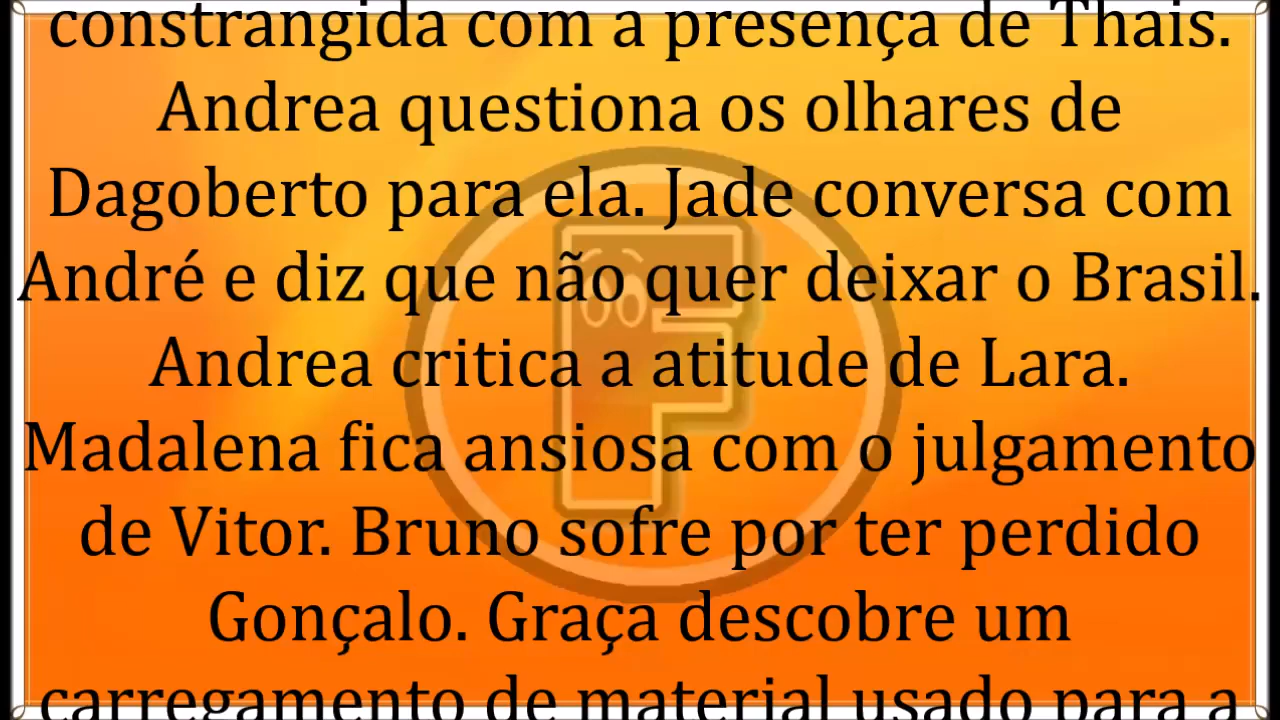 constrangida com a presença de Thais.
Andrea questiona os olhares de
Dagoberto para ela. Jade conversa com
André e diz que não quer deixar o Brasil.
Andrea critica a atitude de Lara.
Madalena fica ansiosa com o julgamento
de Vitor. Bruno sofre por ter perdido
Gonçalo. Graça descobre um
carregamento de material usado para a